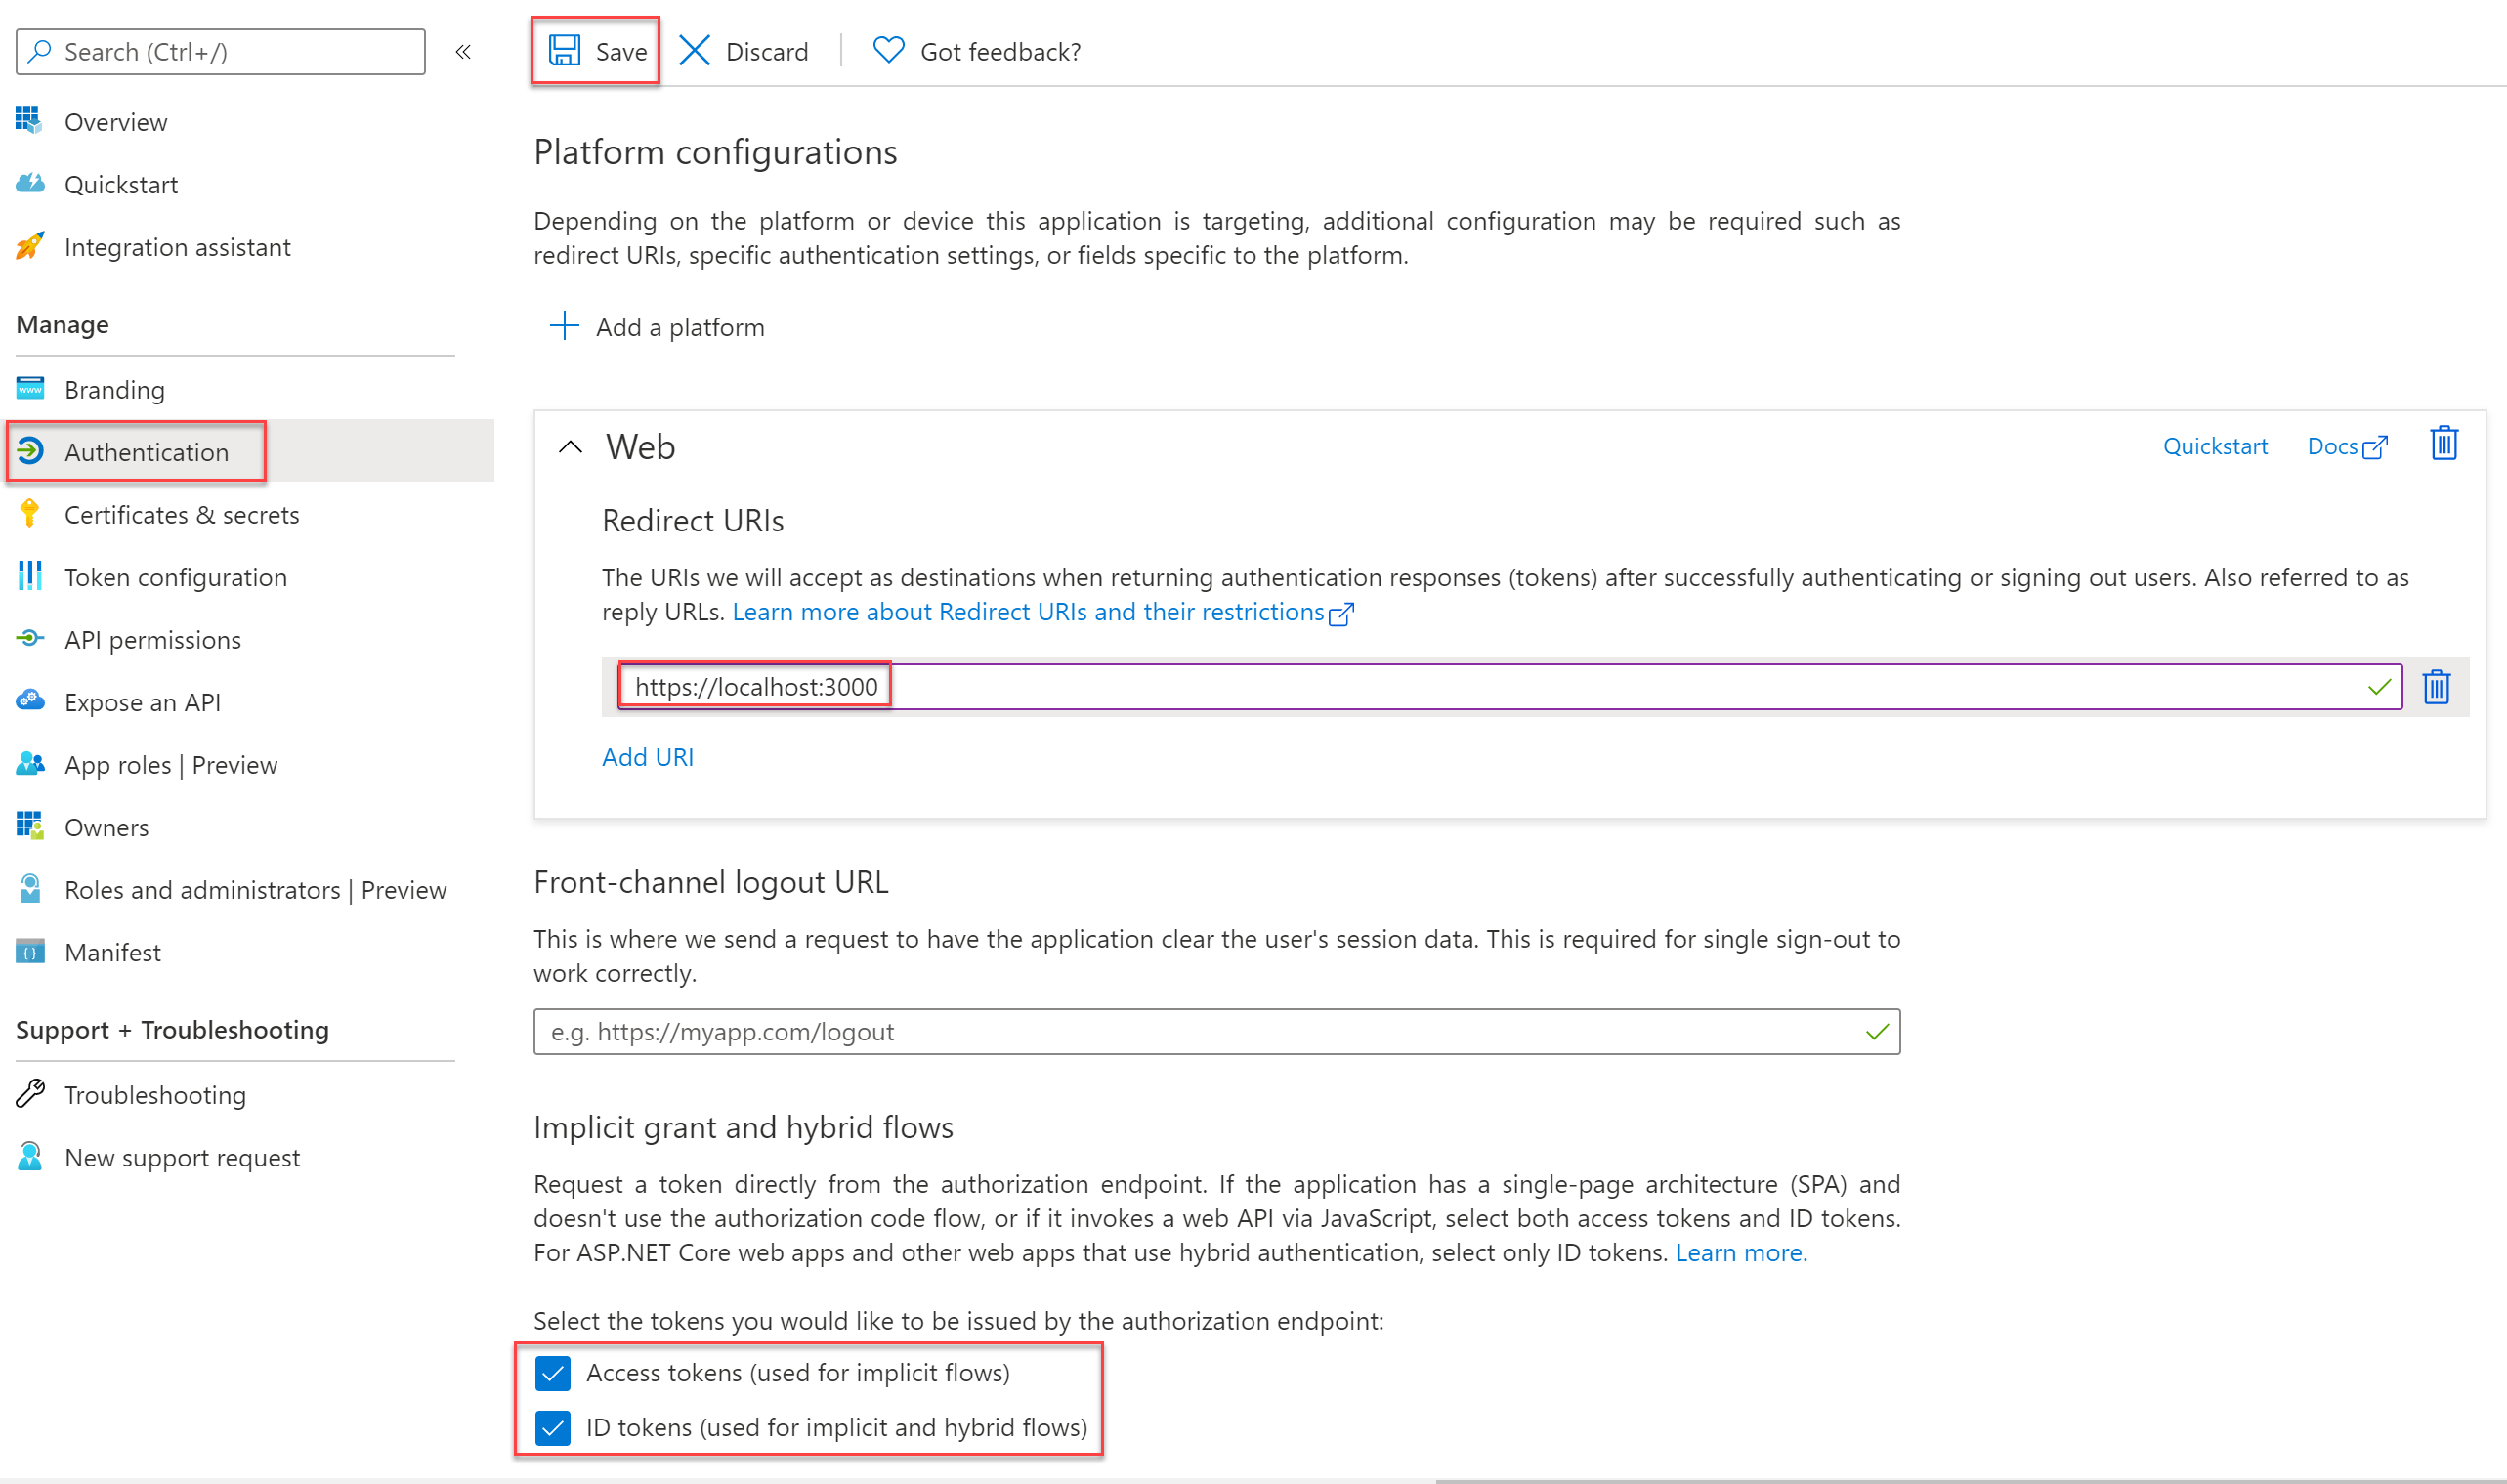 Search (Ctrl+/)
«
Overview
Quickstart
Integration assistant
Manage
Branding
Authentication
Certificates & secrets
Token configuration
API permissions
Expose an API
App roles | Preview
Owners
Roles and administrators | Preview
Manifest
Support + Troubleshooting
Troubleshooting
New support request
Save
Discard
Got feedback?
Platform configurations
Depending on the platform or device this application is targeting, additional configuration may be required such as
redirect URIs, specific authentication settings, or fields specific to the platform.
Add a platform
Web
Quickstart
Docs
Redirect URIs
The URIs we will accept as destinations when returning authentication responses (tokens) after successfully authenticating or signing out users. Also referred to as
reply URLs. Learn more about Redirect URIs and their restrictions
https://localhost:3000
Add URI
Front-channel logout URL
This is where we send a request to have the application clear the user's session data. This is required for single sign-out to
work correctly.
e.g. https://myapp.com/logout
Implicit grant and hybrid flows
Request a token directly from the authorization endpoint. If the application has a single-page architecture (SPA) and
doesn't use the authorization code flow, or if it invokes a web API via JavaScript, select both access tokens and ID tokens.
For ASP.NET Core web apps and other web apps that use hybrid authentication, select only ID tokens. Learn more.
Select the tokens you would like to be issued by the authorization endpoint:
Access tokens (used for implicit flows)
ID tokens (used for implicit and hybrid flows)